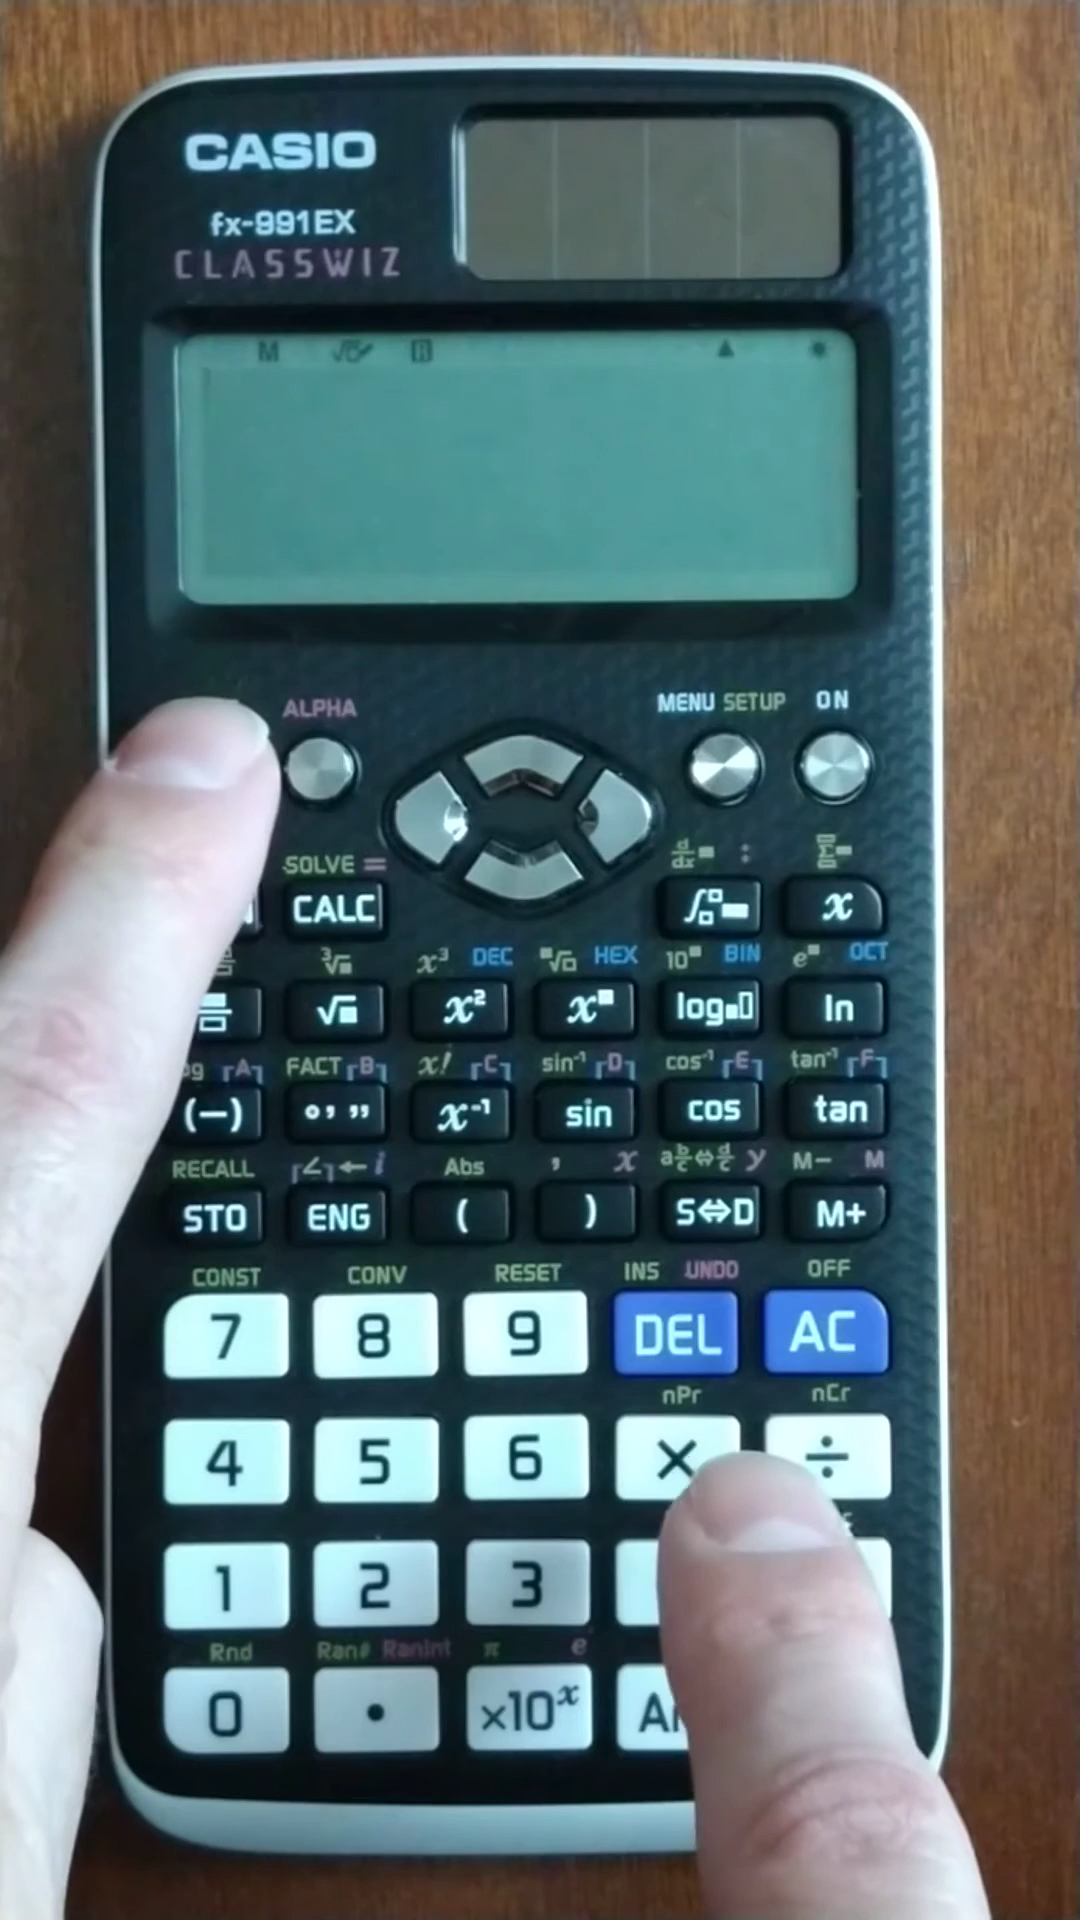 CASIO
fx-991EX
CLASSWIZ
M √□ R ▲
ALPHA MENU SETUP ON
SOLVE = d/dx■ : Σ■
CALC ∫■ x
³√■ x³ DEC ■√□ HEX 10■ BIN e■ OCT
√■ x² x■ log■□ ln
A FACT B x! C sin⁻¹ D cos⁻¹ E tan⁻¹ F
(−) ° ’ ” x⁻¹ sin cos tan
RECALL ∠ ← i Abs , x a b/c ⇔ d/c y M− M
STO ENG ( ) S⇔D M+
CONST CONV RESET INS UNDO OFF
7 8 9 DEL AC
nPr nCr
4 5 6 × ÷
1 2 3
Rnd Ran# RanInt π e
0 • ×10ˣ